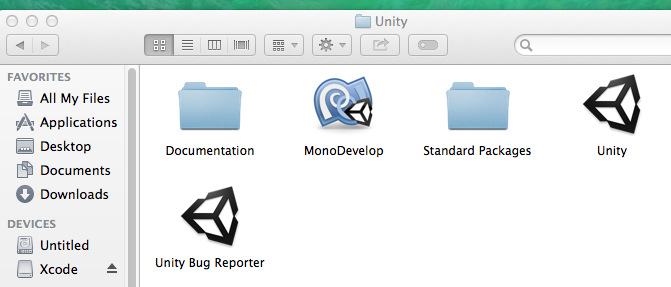 Unity
FAVORITES
All My Files
Applications
Desktop
Documents
Downloads
DEVICES
Untitled
Xcode
Documentation
MonoDevelop
Standard Packages
Unity
Unity Bug Reporter